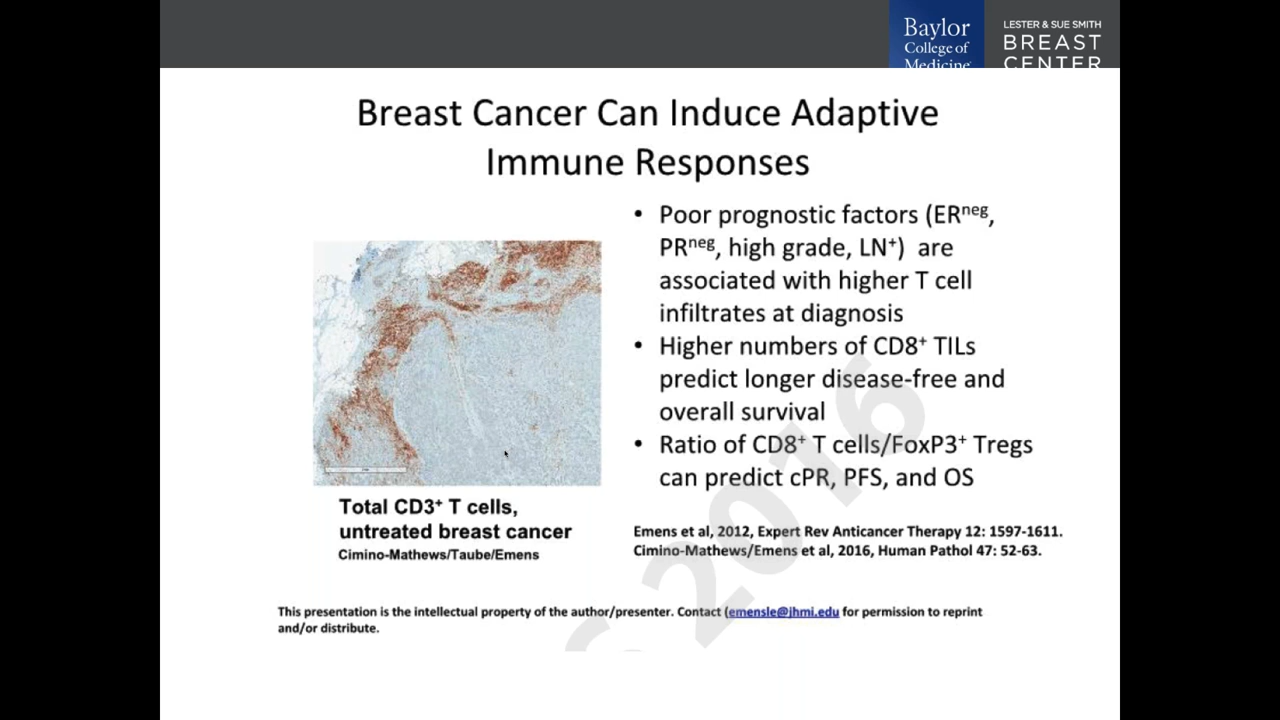 Baylor
College of
Medicine
LESTER & SUE SMITH
BREAST
CENTER
Breast Cancer Can Induce Adaptive
Immune Responses
• Poor prognostic factors (ERneg,
PRneg, high grade, LN+) are
associated with higher T cell
infiltrates at diagnosis
• Higher numbers of CD8+ TILs
predict longer disease-free and
overall survival
• Ratio of CD8+ T cells/FoxP3+ Tregs
can predict cPR, PFS, and OS
Total CD3+ T cells,
untreated breast cancer
Cimino-Mathews/Taube/Emens
Emens et al, 2012, Expert Rev Anticancer Therapy 12: 1597-1611.
Cimino-Mathews/Emens et al, 2016, Human Pathol 47: 52-63.
This presentation is the intellectual property of the author/presenter. Contact (emensle@jhmi.edu for permission to reprint
and/or distribute.
S 2016